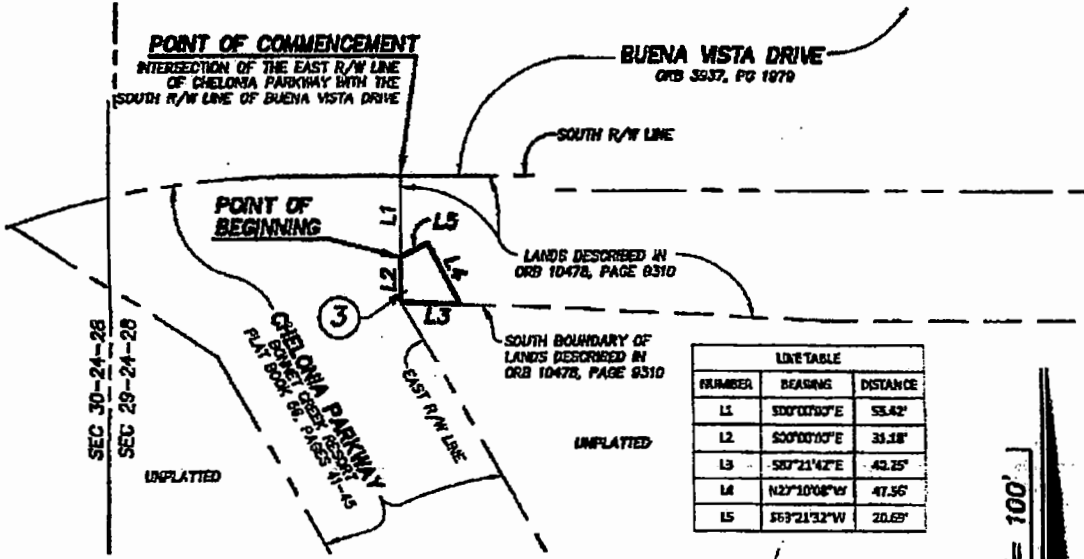 POINT OF COMMENCEMENT
INTERSECTION OF THE EAST R/W LINE
OF CHELONIA PARKWAY WITH THE
SOUTH R/W LINE OF BUENA VISTA DRIVE
BUENA VISTA DRIVE
ORB 3937, PG 1979
SOUTH R/W LINE
POINT OF
BEGINNING
L1
L5
L2
L4
L3
LANDS DESCRIBED IN
ORB 10478, PAGE 9310
3
CHELONIA PARKWAY
BONNET CREEK RESORT
PLAT BOOK 56, PAGES 41-45
EAST R/W LINE
SOUTH BOUNDARY OF
LANDS DESCRIBED IN
ORB 10478, PAGE 9310
SEC 30-24-28
SEC 29-24-28
UNPLATTED
UNPLATTED
LINE TABLE
NUMBER BEARING DISTANCE
L1 S00°00'00"E 53.42'
L2 S00°00'00"E 31.18'
L3 S87°21'42"E 42.25'
L4 N27°10'08"W 47.56'
L5 S63°21'32"W 20.69'
= 100'